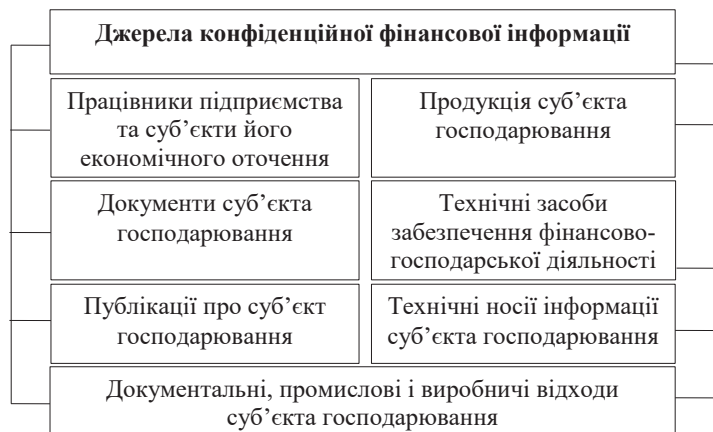 Джерела конфіденційної фінансової інформації
Працівники підприємства
та суб’єкти його
економічного оточення
Продукція суб’єкта
господарювання
Документи суб’єкта
господарювання
Технічні засоби
забезпечення фінансово-
господарської діяльності
Публікації про суб’єкт
господарювання
Технічні носії інформації
суб’єкта господарювання
Документальні, промислові і виробничі відходи
суб’єкта господарювання